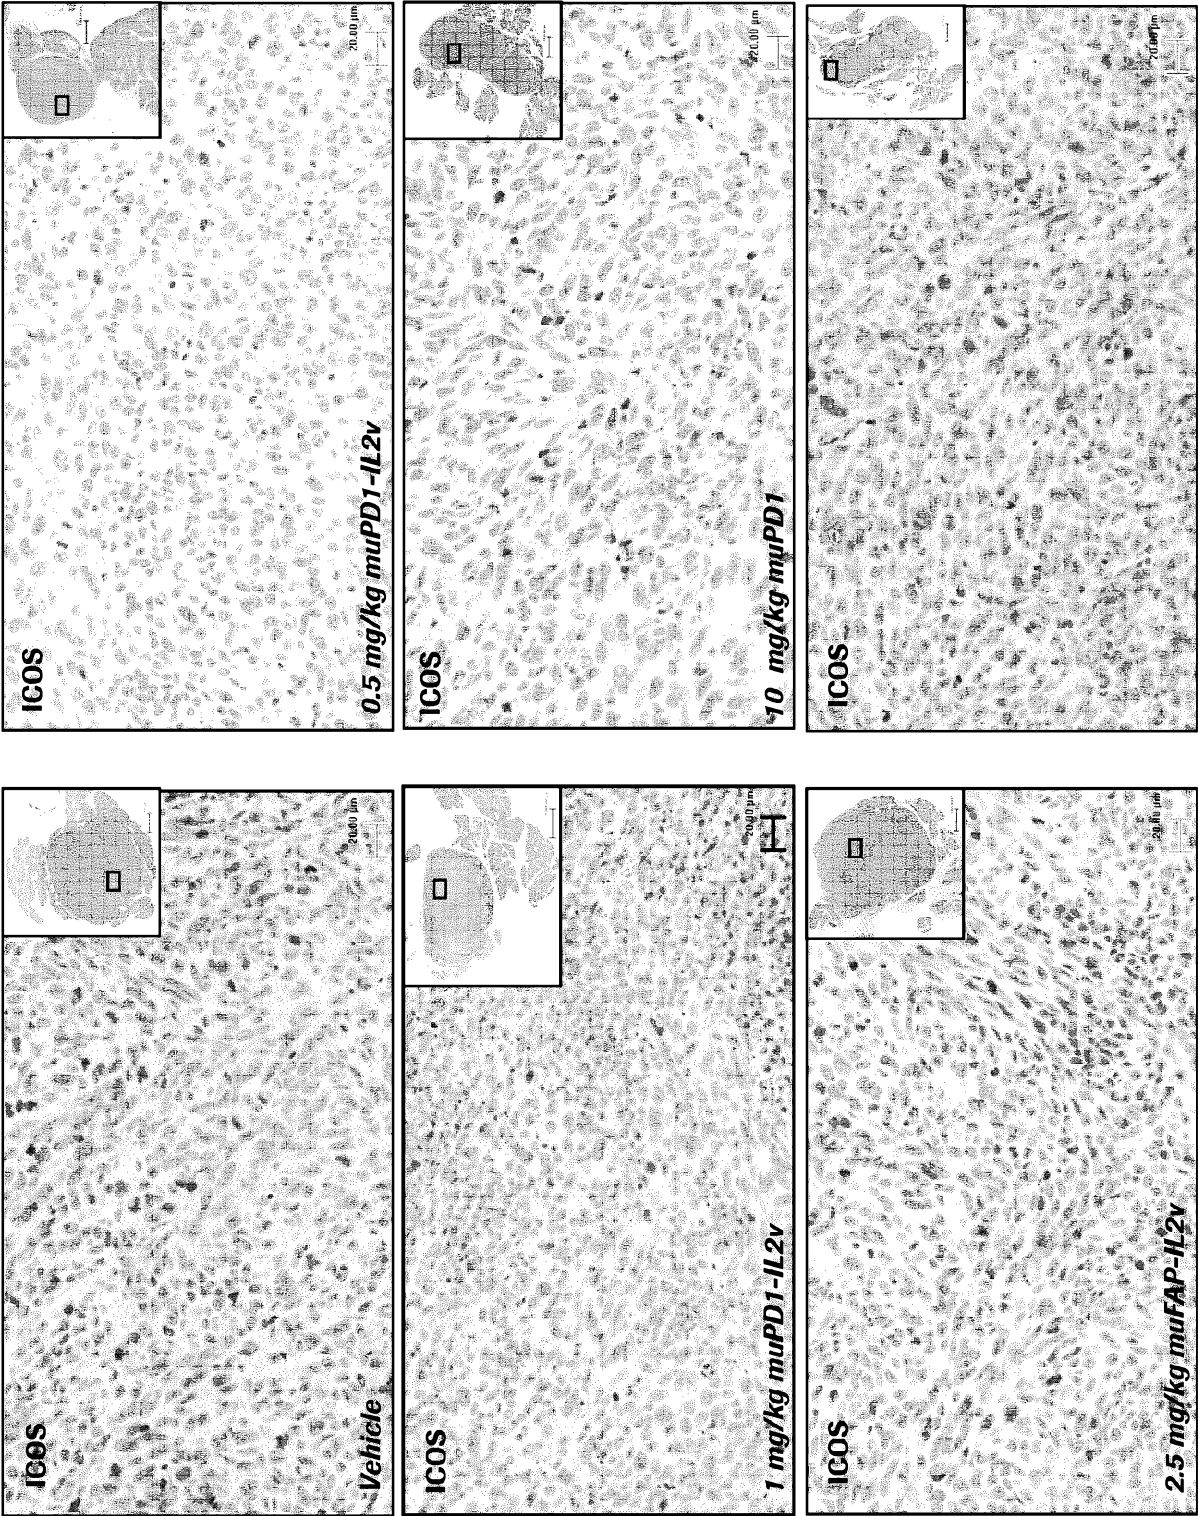 ICOS
20.00 µm
Vehicle
ICOS
20.00 µm
0.5 mg/kg muPD1-IL2v
ICOS
20.00 µm
1 mg/kg muPD1-IL2v
ICOS
20.00 µm
10 mg/kg muPD1
ICOS
20.00 µm
2.5 mg/kg muFAP-IL2v
ICOS
20.00 µm